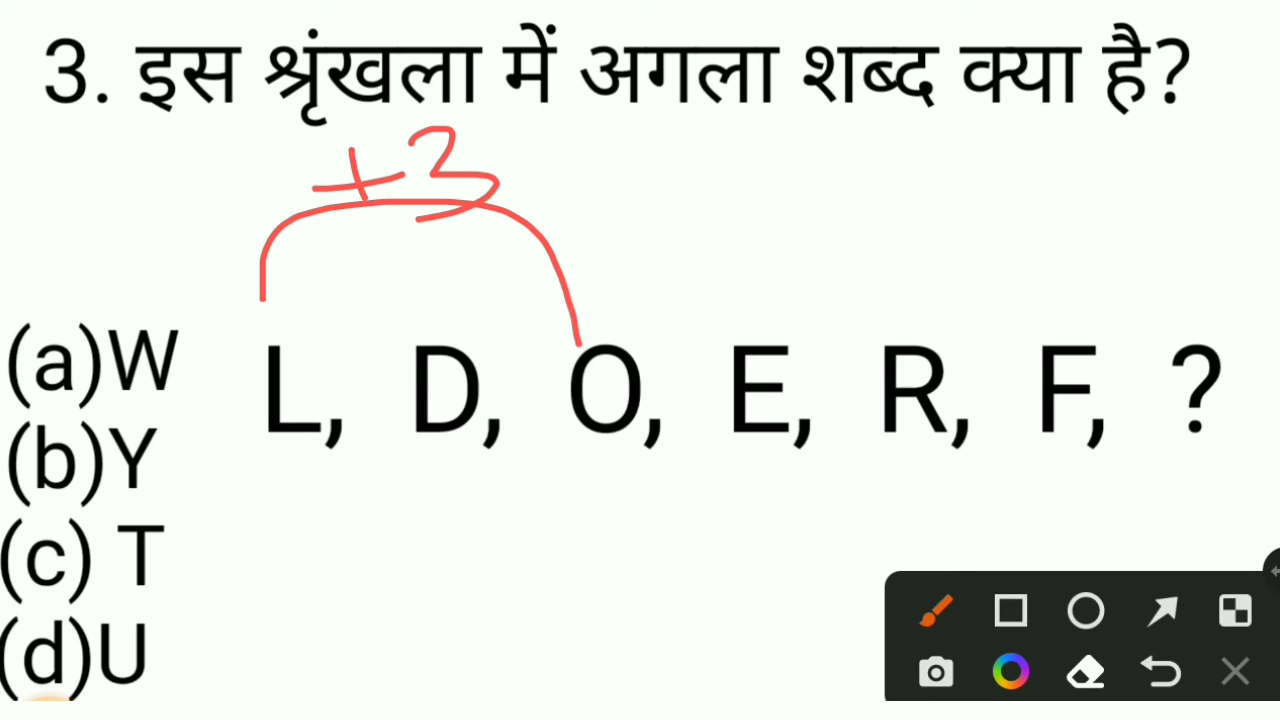 3. इस श्रृंखला में अगला शब्द क्या है?
+3
(a)W
L, D, O, E, R, F, ?
(b)Y
(c) T
(d)U